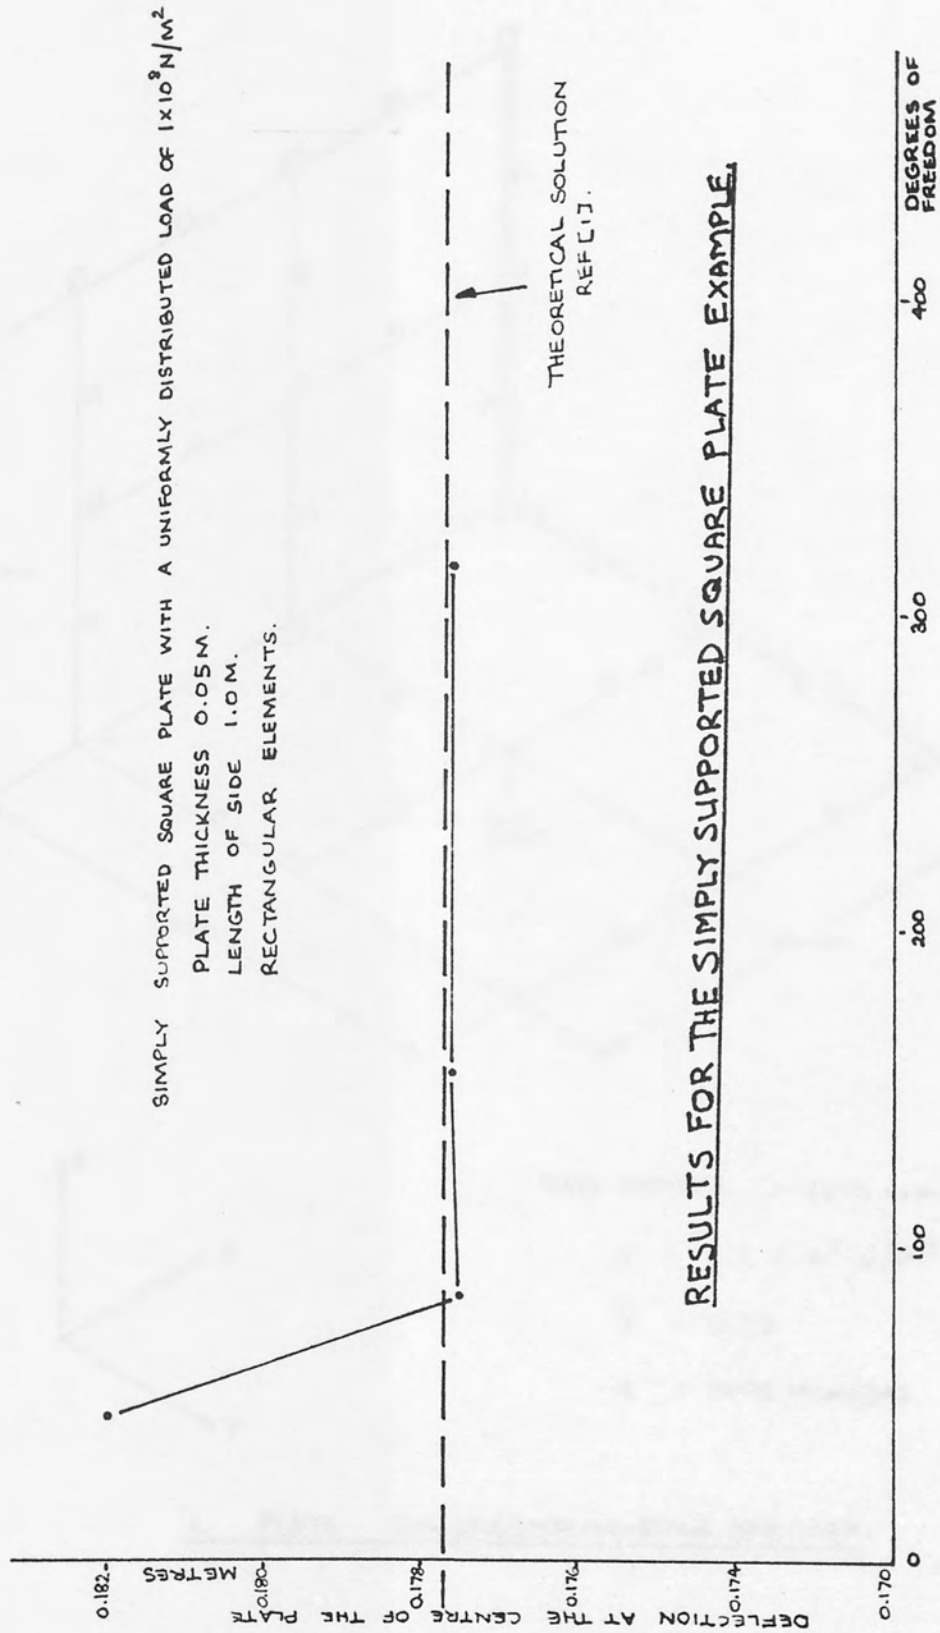 SIMPLY SUPPORTED SQUARE PLATE WITH A UNIFORMLY DISTRIBUTED LOAD OF 1X10⁸N/M²
PLATE THICKNESS 0.05M.
LENGTH OF SIDE 1.0M.
RECTANGULAR ELEMENTS.
DEFLECTION AT THE CENTRE OF THE PLATE
METRES
0.182
0.180
0.178
0.176
0.174
0.170
THEORETICAL SOLUTION
REF [1].
RESULTS FOR THE SIMPLY SUPPORTED SQUARE PLATE EXAMPLE.
0
100
200
300
400
DEGREES OF
FREEDOM